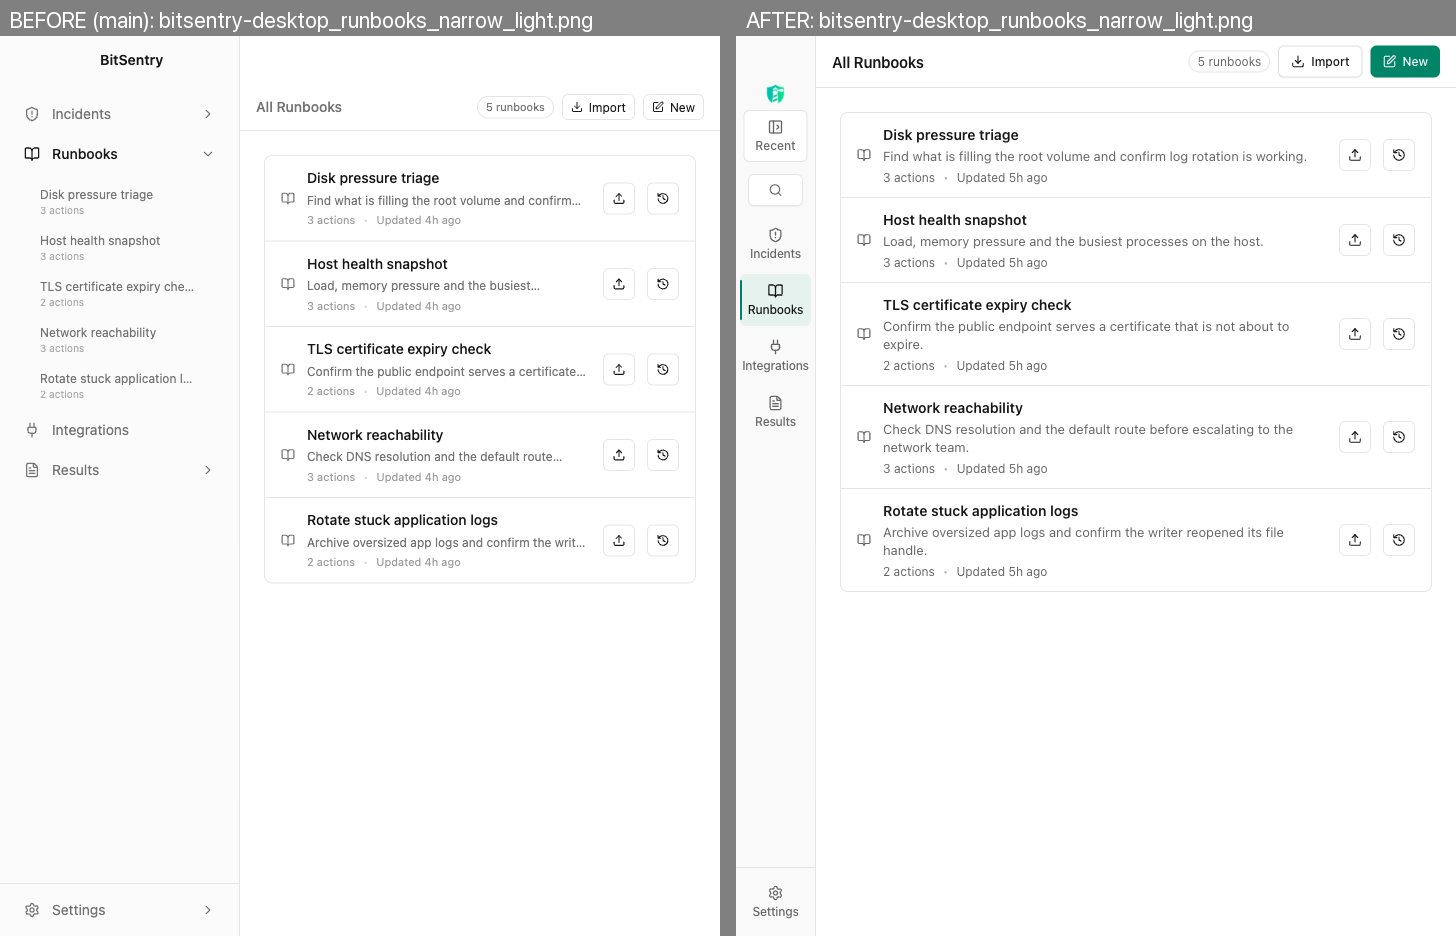 BEFORE (main): bitsentry-desktop_runbooks_narrow_light.png
BitSentry
Incidents
Runbooks
Disk pressure triage
3 actions
Host health snapshot
3 actions
TLS certificate expiry che...
2 actions
Network reachability
3 actions
Rotate stuck application l...
2 actions
Integrations
Results
Settings
All Runbooks
5 runbooks
Import
New
Disk pressure triage
Find what is filling the root volume and confirm...
3 actions • Updated 4h ago
Host health snapshot
Load, memory pressure and the busiest...
3 actions • Updated 4h ago
TLS certificate expiry check
Confirm the public endpoint serves a certificate...
2 actions • Updated 4h ago
Network reachability
Check DNS resolution and the default route...
3 actions • Updated 4h ago
Rotate stuck application logs
Archive oversized app logs and confirm the writ...
2 actions • Updated 4h ago
AFTER: bitsentry-desktop_runbooks_narrow_light.png
Recent
Incidents
Runbooks
Integrations
Results
Settings
All Runbooks
5 runbooks
Import
New
Disk pressure triage
Find what is filling the root volume and confirm log rotation is working.
3 actions • Updated 5h ago
Host health snapshot
Load, memory pressure and the busiest processes on the host.
3 actions • Updated 5h ago
TLS certificate expiry check
Confirm the public endpoint serves a certificate that is not about to
expire.
2 actions • Updated 5h ago
Network reachability
Check DNS resolution and the default route before escalating to the
network team.
3 actions • Updated 5h ago
Rotate stuck application logs
Archive oversized app logs and confirm the writer reopened its file
handle.
2 actions • Updated 5h ago